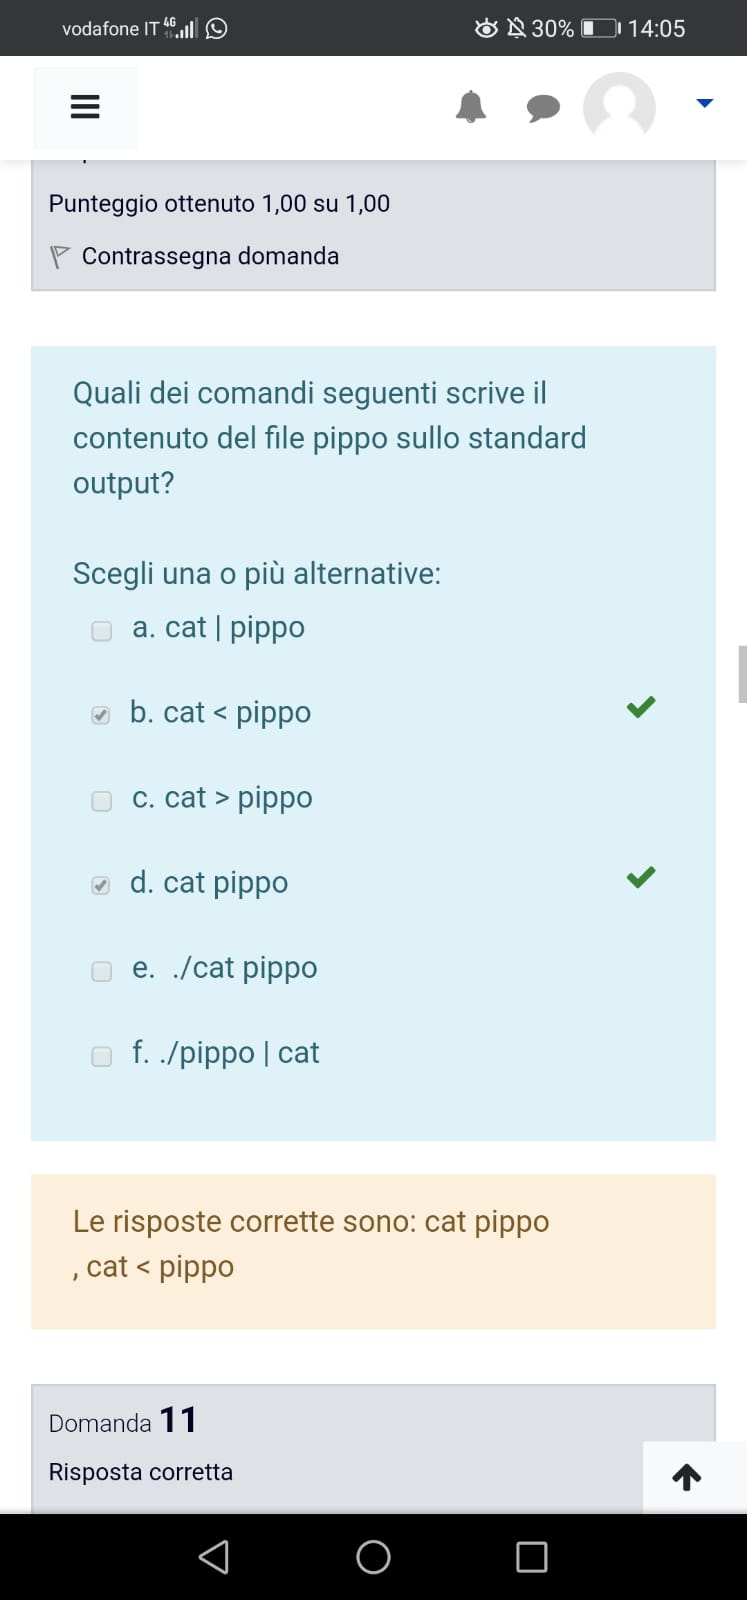 vodafone IT 4G 30% 14:05
Punteggio ottenuto 1,00 su 1,00
Contrassegna domanda
Quali dei comandi seguenti scrive il
contenuto del file pippo sullo standard
output?
Scegli una o più alternative:
a. cat | pippo
b. cat < pippo
c. cat > pippo
d. cat pippo
e. ./cat pippo
f. ./pippo | cat
Le risposte corrette sono: cat pippo
, cat < pippo
Domanda 11
Risposta corretta